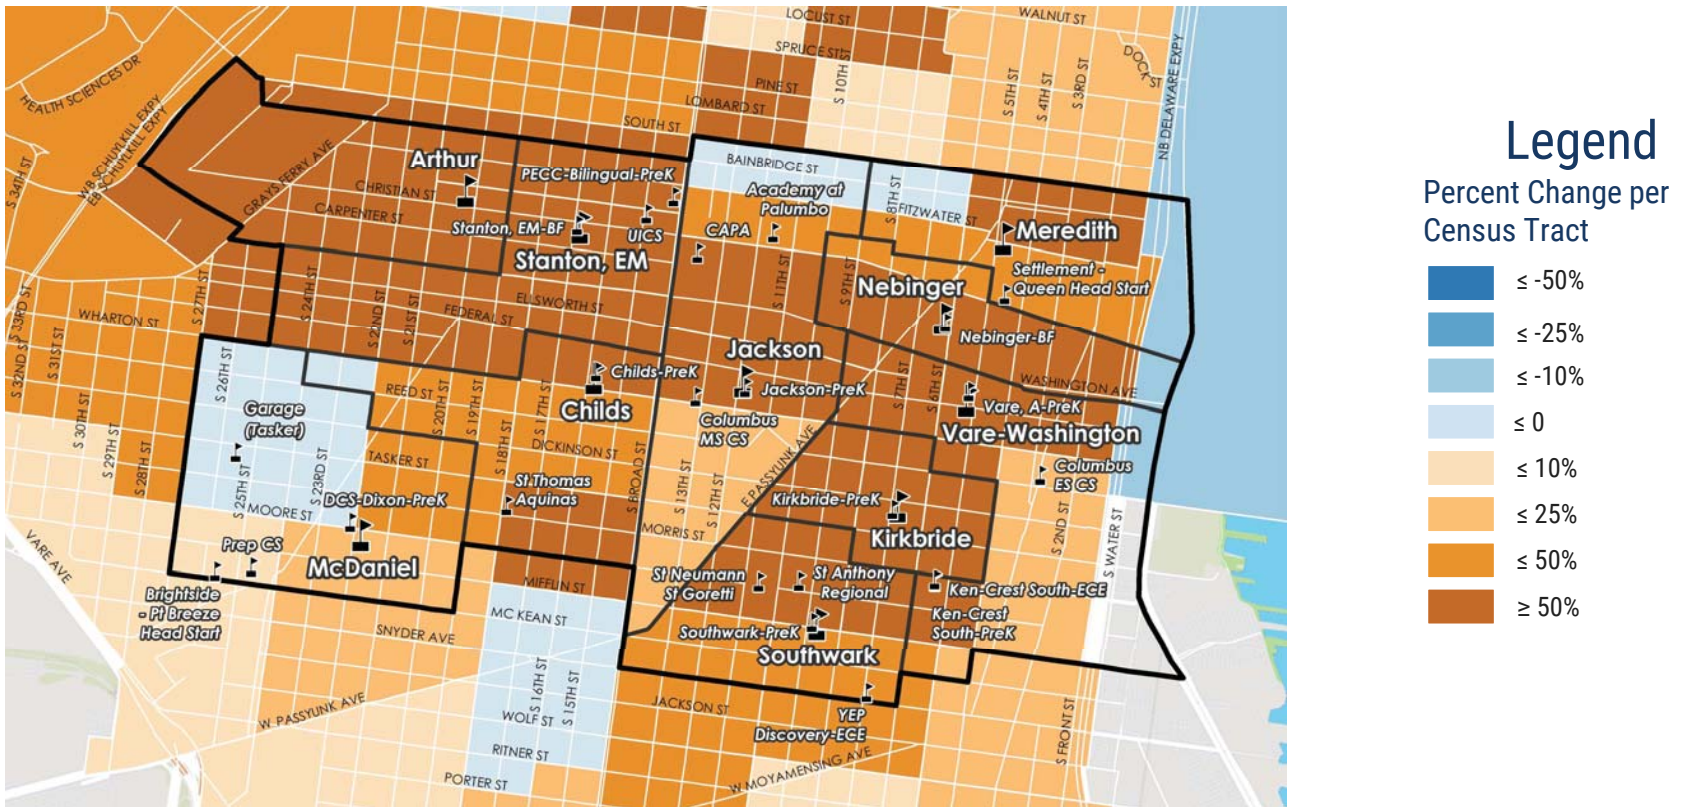 LOCUST ST
WALNUT ST
SPRUCE ST
DOCK ST
NB DELAWARE EXPY
HEALTH SCIENCES DR
S 10TH ST
S 5TH ST
S 4TH ST
S 3RD ST
PINE ST
LOMBARD ST
SOUTH ST
WB SCHUYLKILL EXPY
EB SCHUYLKILL EXPY
S 34TH ST
GRAYS FERRY AVE
Arthur
CHRISTIAN ST
CARPENTER ST
PECC-Bilingual-PreK
Stanton, EM-BF
UICS
Stanton, EM
BAINBRIDGE ST
Academy at
Palumbo
CAPA
S 8TH ST
FITZWATER ST
Meredith
Settlement -
Queen Head Start
S 11TH ST
S 9TH ST
Nebinger
Nebinger-BF
S 33RD ST
S 32ND ST
S 31ST ST
WHARTON ST
S 27TH ST
S 24TH ST
S 22ND ST
S 21ST ST
FEDERAL ST
ELLSWORTH ST
Jackson
Jackson-PreK
S 7TH ST
S 6TH ST
WASHINGTON AVE
Vare, A-PreK
Vare-Washington
S 26TH ST
REED ST
S 20TH ST
S 19TH ST
S 17TH ST
Childs-PreK
Childs
Columbus
MS CS
Garage
(Tasker)
S 30TH ST
S 29TH ST
S 28TH ST
S 25TH ST
S 23RD ST
TASKER ST
S 18TH ST
DICKINSON ST
S BROAD ST
S 13TH ST
S 12TH ST
E PASSYUNK AVE
Columbus
ES CS
DCS-Dixon-PreK
St Thomas
Aquinas
Kirkbride-PreK
Kirkbride
MOORE ST
MORRIS ST
S 2ND ST
S WATER ST
VARE AVE
Prep CS
McDaniel
Brightside
- Pt Breeze
Head Start
MIFFLIN ST
St Neumann
St Goretti
St Anthony
Regional
Ken-Crest South-ECE
Ken-Crest
South-PreK
MC KEAN ST
SNYDER AVE
Southwark-PreK
Southwark
S 16TH ST
S 15TH ST
W PASSYUNK AVE
WOLF ST
JACKSON ST
YEP
Discovery-ECE
S FRONT ST
RITNER ST
PORTER ST
W MOYAMENSING AVE
Legend
Percent Change per
Census Tract
≤ -50%
≤ -25%
≤ -10%
≤ 0
≤ 10%
≤ 25%
≤ 50%
≥ 50%